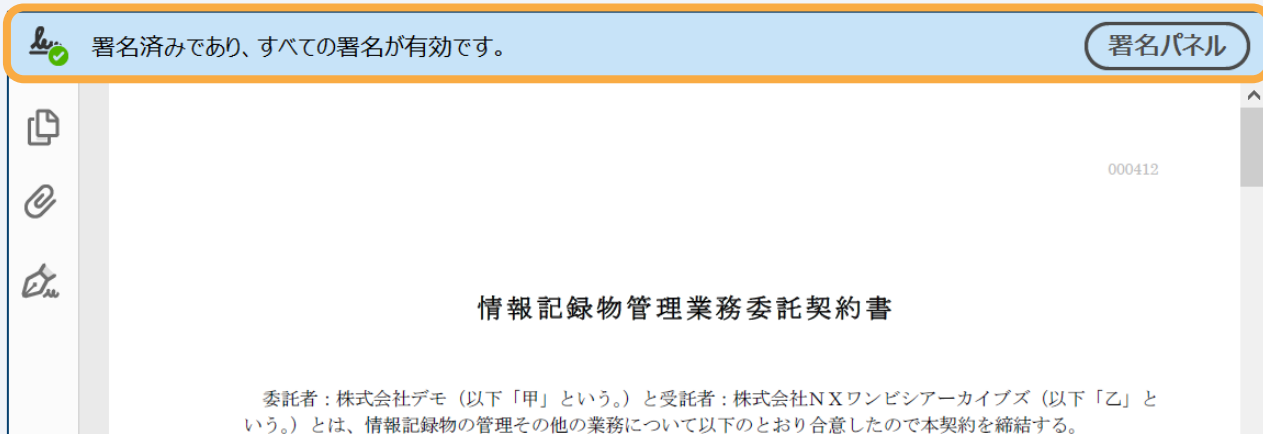 署名済みであり、すべての署名が有効です。
署名パネル
000412
情報記録物管理業務委託契約書
委託者：株式会社デモ（以下「甲」という。）と受託者：株式会社ＮＸワンビシアーカイブズ（以下「乙」と
いう。）とは、情報記録物の管理その他の業務について以下のとおり合意したので本契約を締結する。